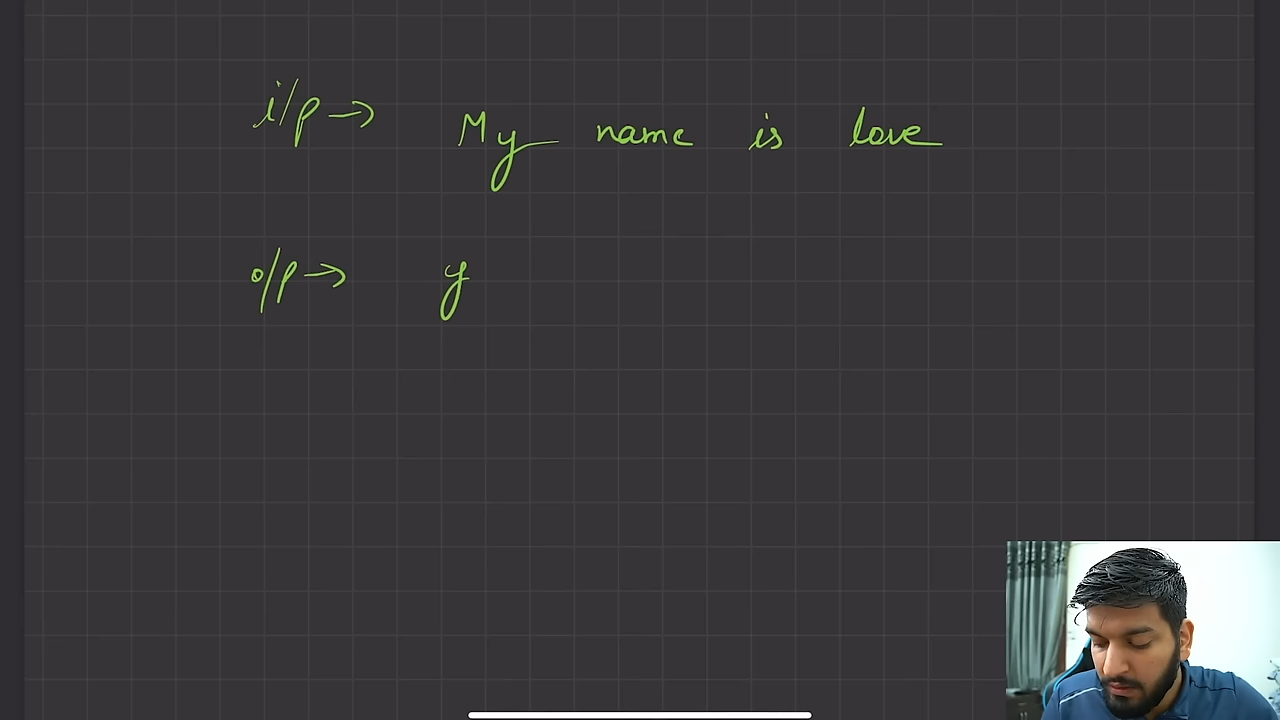 i/p → My name is love
o/p → y